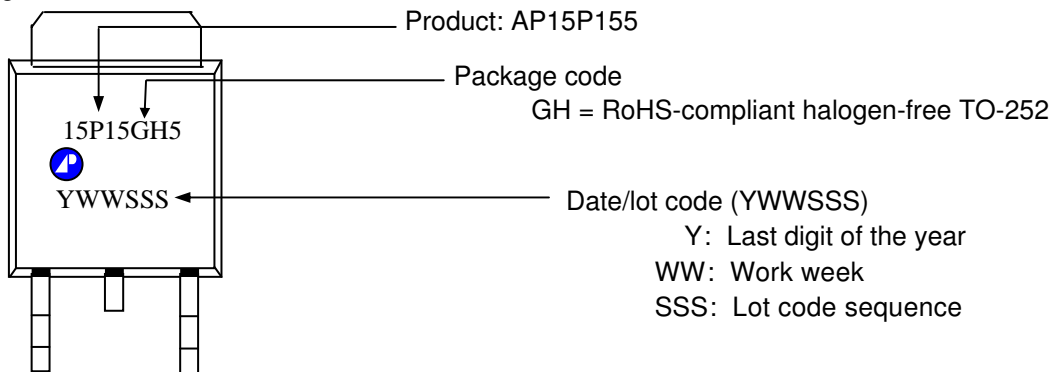 Product: AP15P155
Package code
GH = RoHS-compliant halogen-free TO-252
15P15GH5
YWWSSS
Date/lot code (YWWSSS)
Y: Last digit of the year
WW: Work week
SSS: Lot code sequence